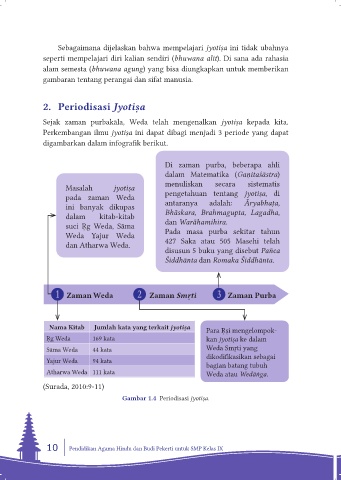 Sebagaimana dijelaskan bahwa mempelajari jyotiṣa ini tidak ubahnya
seperti mempelajari diri kalian sendiri (bhuwana alit). Di sana ada rahasia
alam semesta (bhuwana agung) yang bisa diungkapkan untuk memberikan
gambaran tentang perangai dan sifat manusia.
2. Periodisasi Jyotiṣa
Sejak zaman purbakāla, Weda telah mengenalkan jyotiṣa kepada kita.
Perkembangan ilmu jyotiṣa ini dapat dibagi menjadi 3 periode yang dapat
digambarkan dalam infografik berikut.
Masalah jyotiṣa
pada zaman Weda
ini banyak dikupas
dalam kitab-kitab
suci Ṛg Weda, Sāma
Weda Yajur Weda
dan Atharwa Weda.
Di zaman purba, beberapa ahli
dalam Matematika (Gaṇitaśāstra)
menuliskan secara sistematis
pengetahuan tentang jyotiṣa, di
antaranya adalah: Āryabhaṭa,
Bhāskara, Brahmagupta, Lagadha,
dan Warāhamihira.
Pada masa purba sekitar tahun
427 Saka atau 505 Masehi telah
disusun 5 buku yang disebut Pañca
Śiddhānta dan Romaka Śiddhānta.
1 Zaman Weda 2 Zaman Smṛti 3 Zaman Purba
Nama Kitab Jumlah kata yang terkait jyotiṣa
Ṛg Weda 169 kata
Sāma Weda 44 kata
Yajur Weda 94 kata
Atharwa Weda 111 kata
Para Ṛṣi mengelompok-
kan jyotiṣa ke dalam
Weda Smṛti yang
dikodifikasikan sebagai
bagian batang tubuh
Weda atau Wedāṅga.
(Surada, 2010:9-11)
Gambar 1.4 Periodisasi jyotiṣa.
10 Pendidikan Agama Hindu dan Budi Pekerti untuk SMP Kelas IX